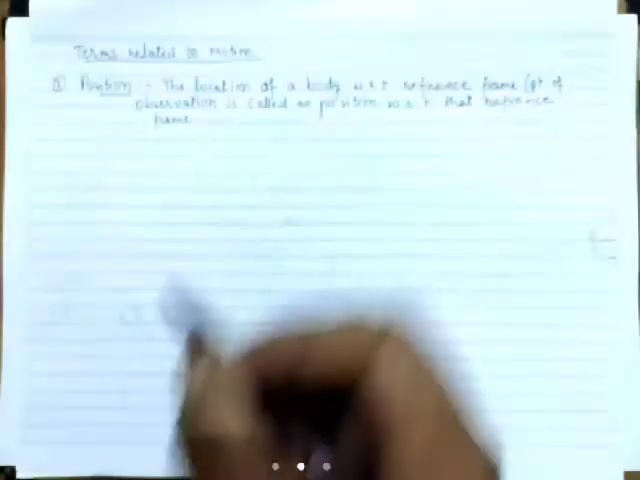 Terms related to motion
① Position - The location of a body w.r.t reference frame (pt of
observation is called as position w.r.t that refrence
frame